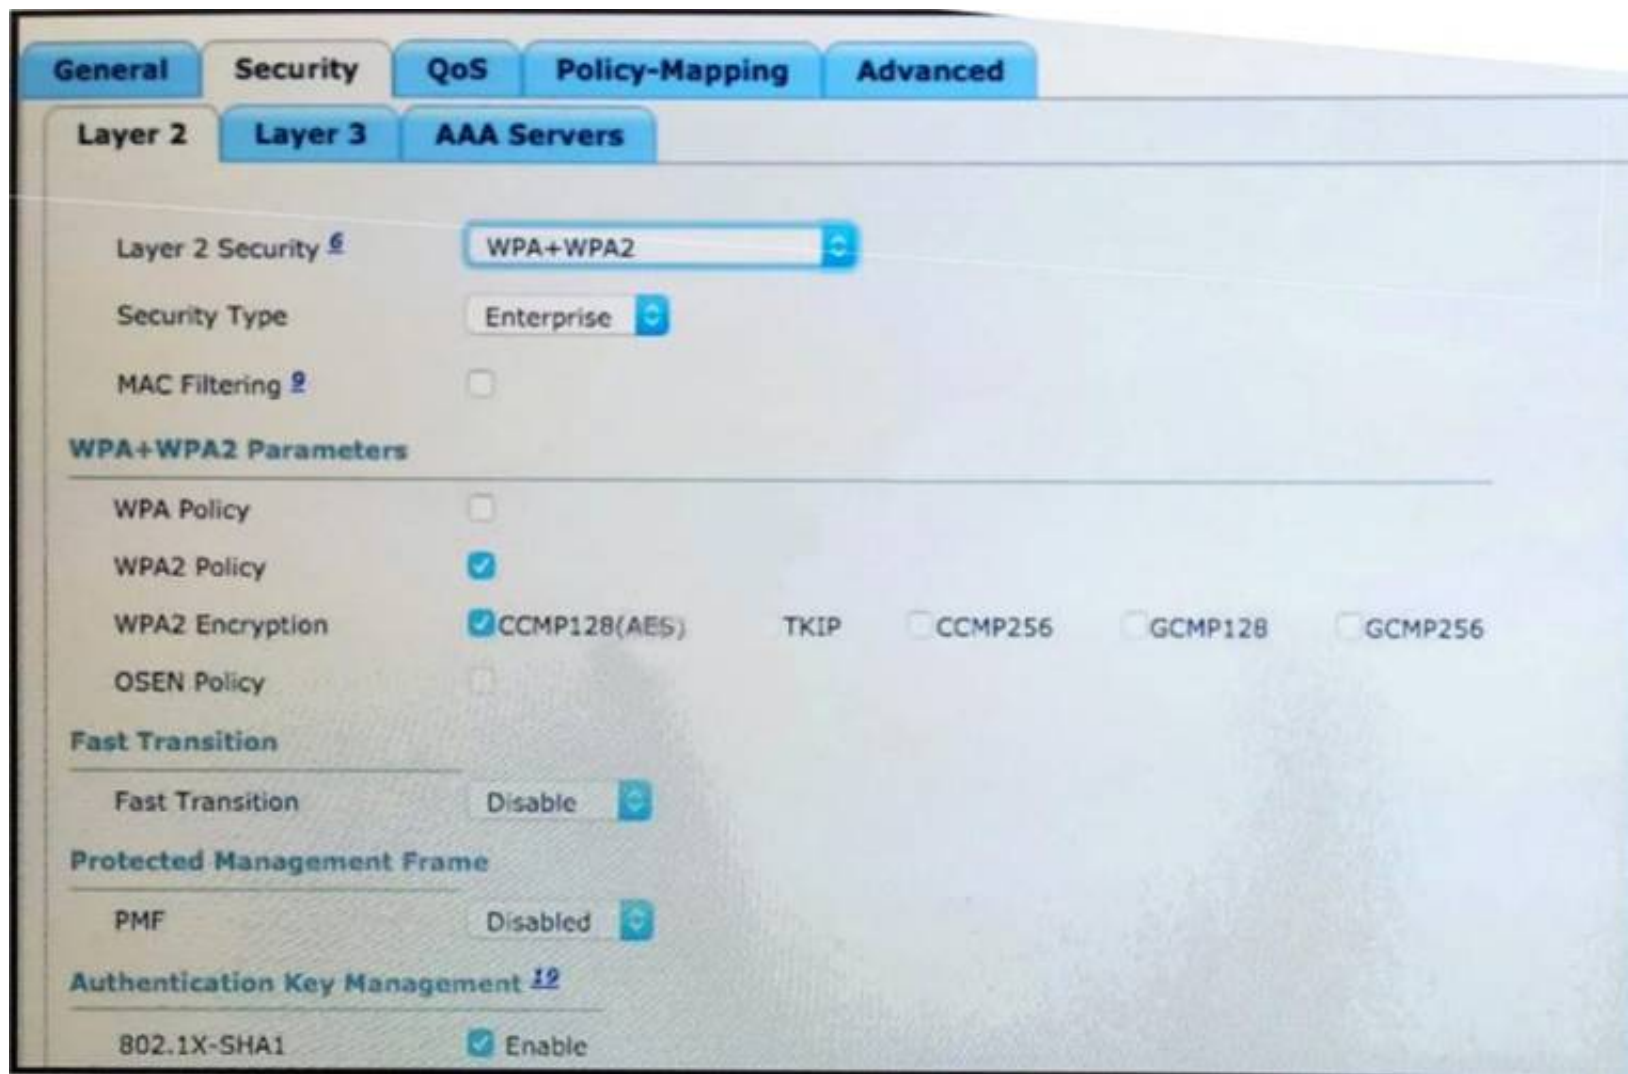 General Security QoS Policy-Mapping Advanced
Layer 2 Layer 3 AAA Servers
Layer 2 Security 6 WPA+WPA2
Security Type Enterprise
MAC Filtering 9
WPA+WPA2 Parameters
WPA Policy
WPA2 Policy
WPA2 Encryption CCMP128(AES) TKIP CCMP256 GCMP128 GCMP256
OSEN Policy
Fast Transition
Fast Transition Disable
Protected Management Frame
PMF Disabled
Authentication Key Management 19
802.1X-SHA1 Enable